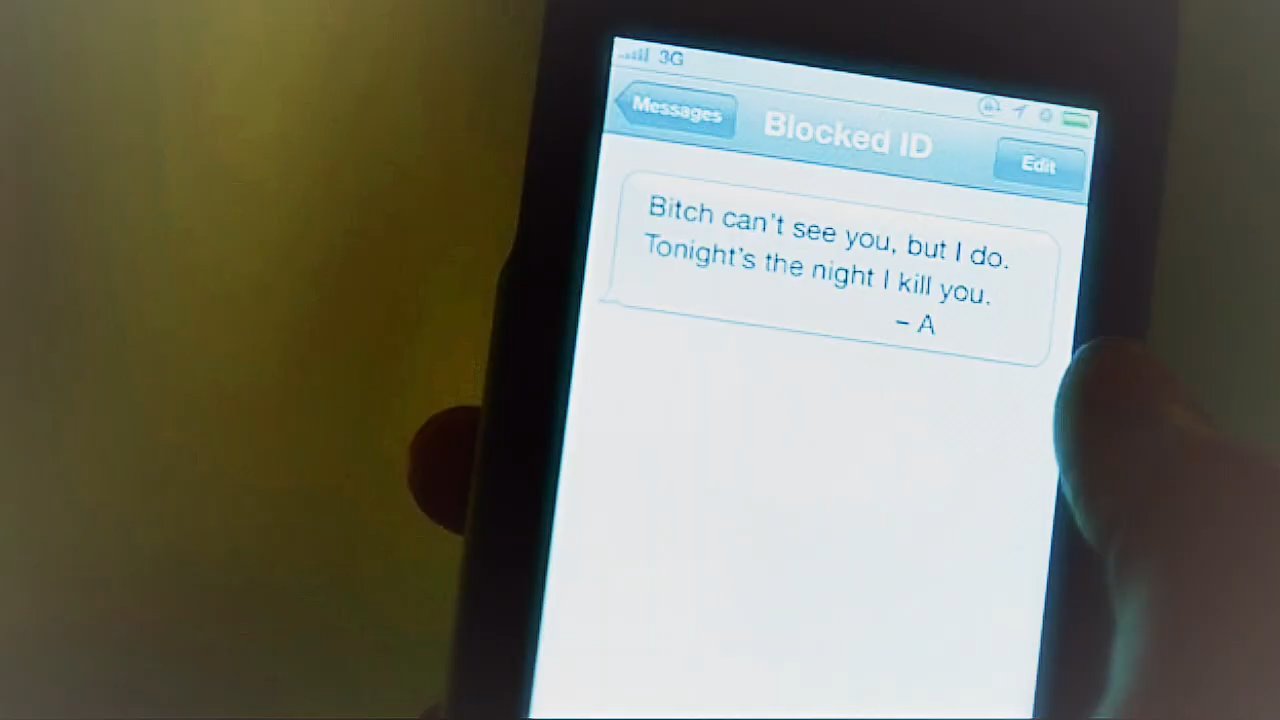 3G
Messages
Blocked ID
Edit
Bitch can't see you, but I do.
Tonight's the night I kill you.
– A